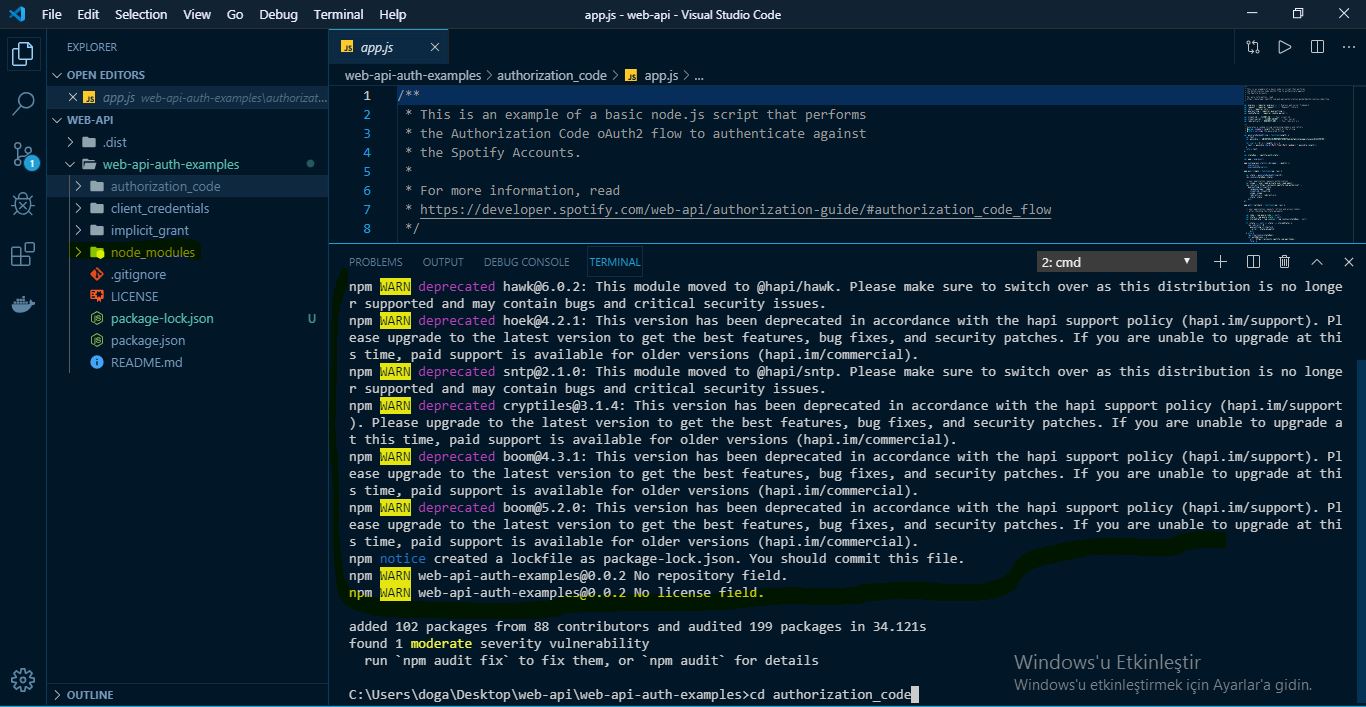 File Edit Selection View Go Debug Terminal Help
app.js - web-api - Visual Studio Code
EXPLORER
OPEN EDITORS
JS app.js web-api-auth-examples\authorizat...
WEB-API
.dist
web-api-auth-examples
authorization_code
client_credentials
implicit_grant
node_modules
.gitignore
LICENSE
package-lock.json U
package.json
README.md
OUTLINE
1
JS app.js
web-api-auth-examples > authorization_code > JS app.js > ...
1 /**
2 * This is an example of a basic node.js script that performs
3 * the Authorization Code oAuth2 flow to authenticate against
4 * the Spotify Accounts.
5 *
6 * For more information, read
7 * https://developer.spotify.com/web-api/authorization-guide/#authorization_code_flow
8 */
PROBLEMS OUTPUT DEBUG CONSOLE TERMINAL 2: cmd
npm WARN deprecated hawk@6.0.2: This module moved to @hapi/hawk. Please make sure to switch over as this distribution is no longe
r supported and may contain bugs and critical security issues.
npm WARN deprecated hoek@4.2.1: This version has been deprecated in accordance with the hapi support policy (hapi.im/support). Pl
ease upgrade to the latest version to get the best features, bug fixes, and security patches. If you are unable to upgrade at thi
s time, paid support is available for older versions (hapi.im/commercial).
npm WARN deprecated sntp@2.1.0: This module moved to @hapi/sntp. Please make sure to switch over as this distribution is no longe
r supported and may contain bugs and critical security issues.
npm WARN deprecated cryptiles@3.1.4: This version has been deprecated in accordance with the hapi support policy (hapi.im/support
). Please upgrade to the latest version to get the best features, bug fixes, and security patches. If you are unable to upgrade a
t this time, paid support is available for older versions (hapi.im/commercial).
npm WARN deprecated boom@4.3.1: This version has been deprecated in accordance with the hapi support policy (hapi.im/support). Pl
ease upgrade to the latest version to get the best features, bug fixes, and security patches. If you are unable to upgrade at thi
s time, paid support is available for older versions (hapi.im/commercial).
npm WARN deprecated boom@5.2.0: This version has been deprecated in accordance with the hapi support policy (hapi.im/support). Pl
ease upgrade to the latest version to get the best features, bug fixes, and security patches. If you are unable to upgrade at thi
s time, paid support is available for older versions (hapi.im/commercial).
npm notice created a lockfile as package-lock.json. You should commit this file.
npm WARN web-api-auth-examples@0.0.2 No repository field.
npm WARN web-api-auth-examples@0.0.2 No license field.
added 102 packages from 88 contributors and audited 199 packages in 34.121s
found 1 moderate severity vulnerability
run `npm audit fix` to fix them, or `npm audit` for details
C:\Users\doga\Desktop\web-api\web-api-auth-examples>cd authorization_code
Windows'u Etkinleştir
Windows'u etkinleştirmek için Ayarlar'a gidin.